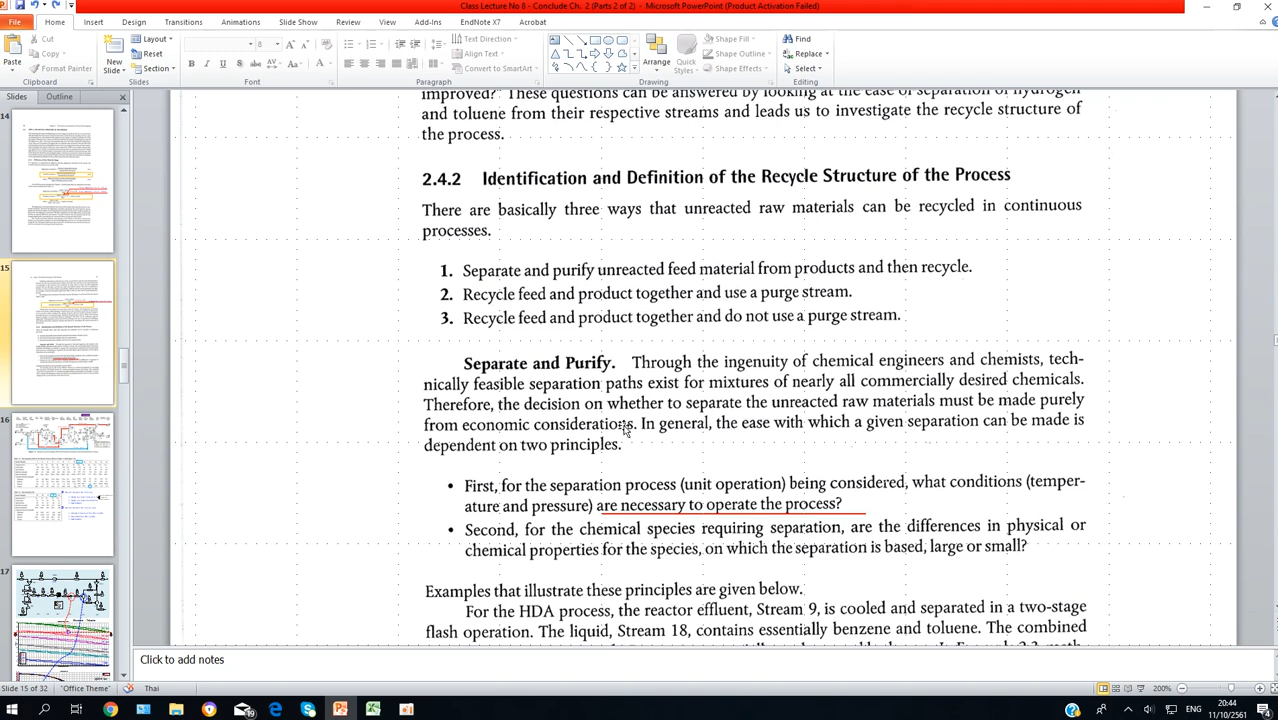 Class Lecture No 8 - Conclude Ch. 2 (Parts 2 of 2) - Microsoft PowerPoint (Product Activation Failed)
File Home Insert Design Transitions Animations Slide Show Review View Add-Ins EndNote X7 Acrobat
Cut
Copy
Format Painter
Paste
Clipboard
New
Slide
Layout
Reset
Section
Slides
8
B I U S abc AV Aa A
Font
Text Direction
Align Text
Convert to SmartArt
Paragraph
Arrange
Quick
Styles
Shape Fill
Shape Outline
Shape Effects
Drawing
Find
Replace
Select
Editing
Slides Outline
14
15
16
17
improved? These questions can be answered by looking at the ease of separation of hydrogen
and toluene from their respective streams and leads us to investigate the recycle structure of
the process.
2.4.2 Identification and Definition of the Recycle Structure of the Process
There are basically three ways that unreacted raw materials can be recycled in continuous
processes.
1. Separate and purify unreacted feed material from products and then recycle.
2. Recycle feed and product together and use a purge stream.
3. Recycle feed and product together and do not use a purge stream.
Separate and Purify. Through the ingenuity of chemical engineers and chemists, tech-
nically feasible separation paths exist for mixtures of nearly all commercially desired chemicals.
Therefore, the decision on whether to separate the unreacted raw materials must be made purely
from economic considerations. In general, the ease with which a given separation can be made is
dependent on two principles.
• First, for the separation process (unit operation) being considered, what conditions (temper-
ature and pressure) are necessary to operate the process?
• Second, for the chemical species requiring separation, are the differences in physical or
chemical properties for the species, on which the separation is based, large or small?
Examples that illustrate these principles are given below.
For the HDA process, the reactor effluent, Stream 9, is cooled and separated in a two-stage
flash operation. The liquid, Stream 18, contains essentially benzene and toluene. The combined
Click to add notes
Slide 15 of 32 "Office Theme" Thai 200%
19
ENG
20:44
11/10/2561